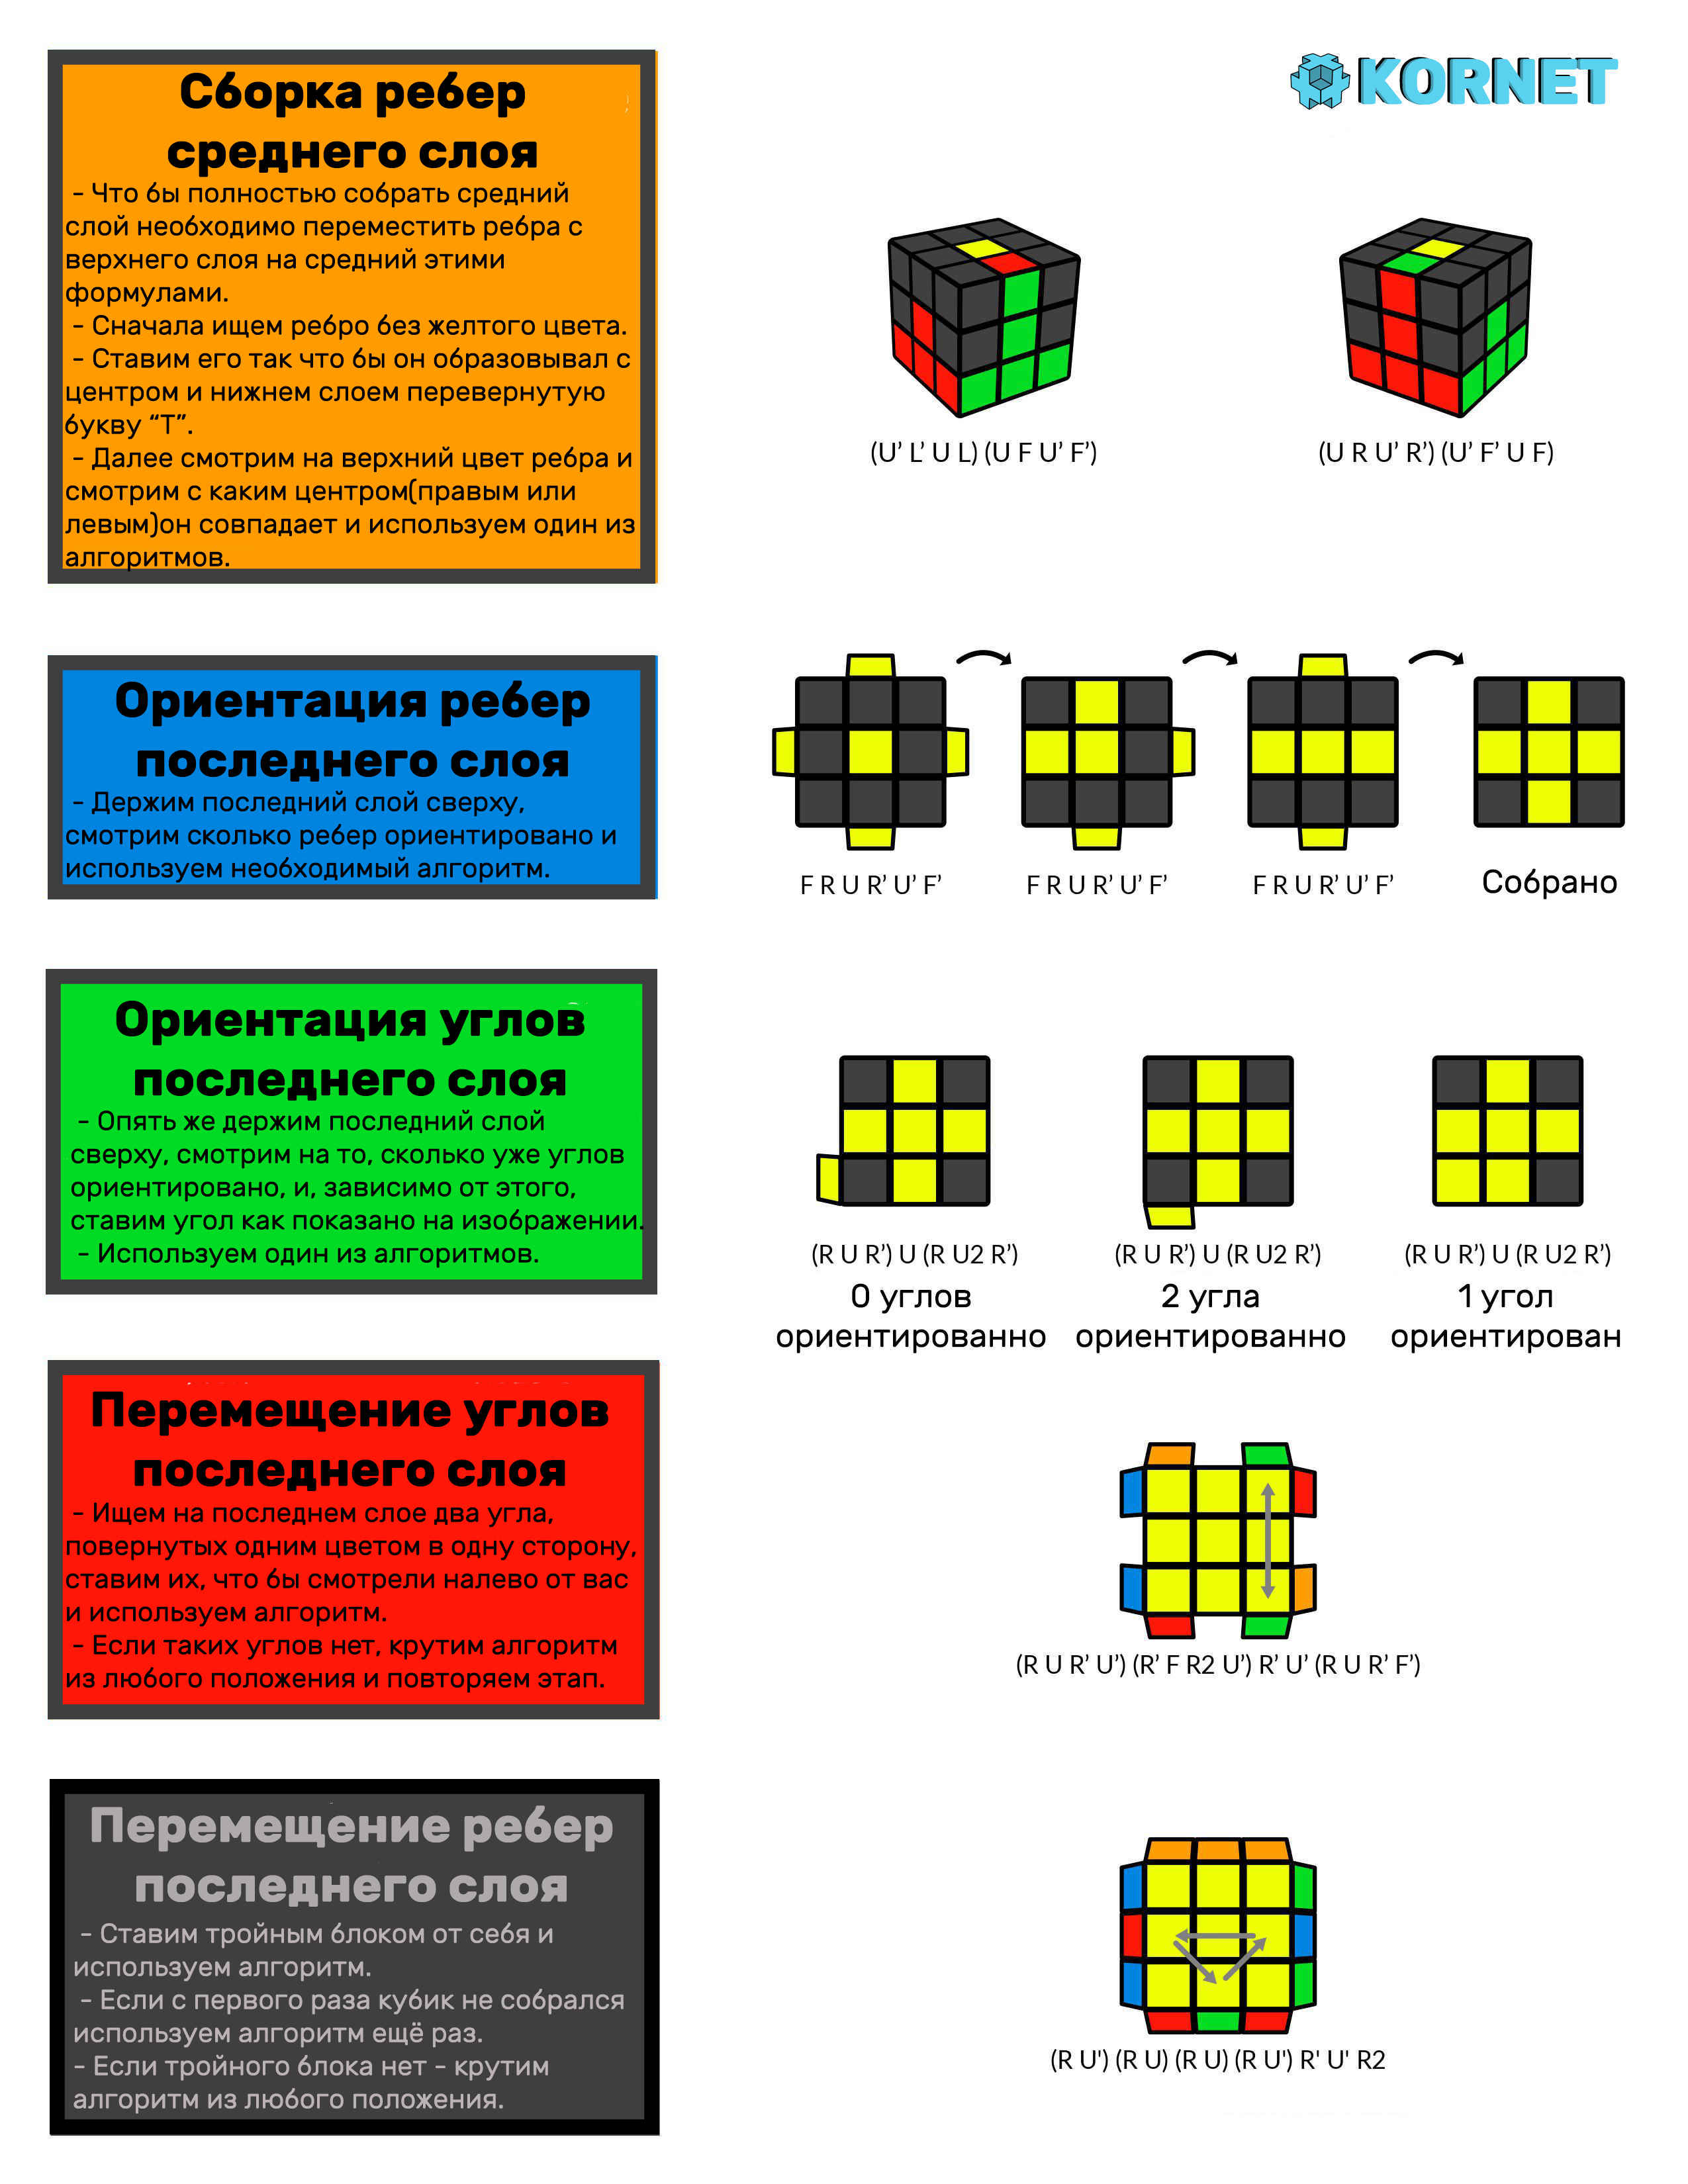 KORNET
Сборка ребер
среднего слоя
- Что бы полностью собрать средний
слой необходимо переместить ребра с
верхнего слоя на средний этими
формулами.
- Сначала ищем ребро без желтого цвета.
- Ставим его так что бы он образовывал с
центром и нижнем слоем перевернутую
букву “Т”.
- Далее смотрим на верхний цвет ребра и
смотрим с каким центром(правым или
левым)он совпадает и используем один из
алгоритмов.
(U’ L’ U L) (U F U’ F’)
(U R U’ R’) (U’ F’ U F)
Ориентация ребер
последнего слоя
- Держим последний слой сверху,
смотрим сколько ребер ориентировано и
используем необходимый алгоритм.
F R U R’ U’ F’
F R U R’ U’ F’
F R U R’ U’ F’
Собрано
Ориентация углов
последнего слоя
- Опять же держим последний слой
сверху, смотрим на то, сколько уже углов
ориентировано, и, зависимо от этого,
ставим угол как показано на изображении.
- Используем один из алгоритмов.
(R U R’) U (R U2 R’)
0 углов
ориентированно
(R U R’) U (R U2 R’)
2 угла
ориентированно
(R U R’) U (R U2 R’)
1 угол
ориентирован
Перемещение углов
последнего слоя
- Ищем на последнем слое два угла,
повернутых одним цветом в одну сторону,
ставим их, что бы смотрели налево от вас
и используем алгоритм.
- Если таких углов нет, крутим алгоритм
из любого положения и повторяем этап.
(R U R’ U’) (R’ F R2 U’) R’ U’ (R U R’ F’)
Перемещение ребер
последнего слоя
- Ставим тройным блоком от себя и
используем алгоритм.
- Если с первого раза кубик не собрался
используем алгоритм ещё раз.
- Если тройного блока нет - крутим
алгоритм из любого положения.
(R U') (R U) (R U) (R U') R' U' R2